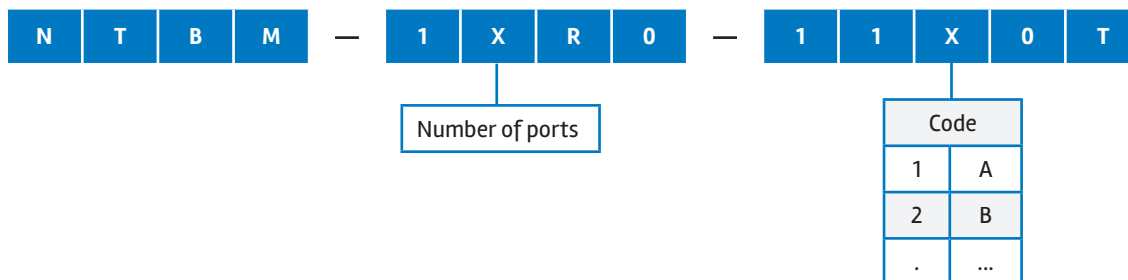 N T B M — 1 X R 0 — 1 1 X 0 T
Number of ports
Code
1 A
2 B
. ...